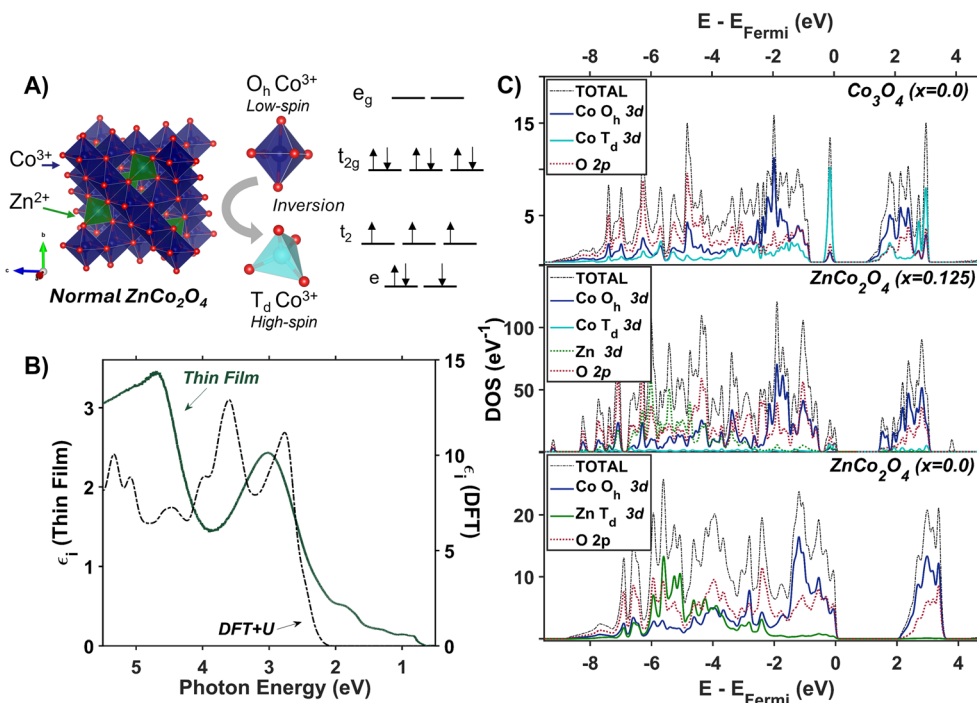 A)
O_h Co³⁺
Low-spin
Co³⁺
Zn²⁺
b
c
Normal ZnCo₂O₄
Inversion
T_d Co³⁺
High-spin
e_g
t_2g
t₂
e
B)
Thin Film
DFT+U
ϵ_i (Thin Film)
0
1
2
3
ϵ_i (DFT)
0
5
10
15
5 4 3 2 1
Photon Energy (eV)
C)
E - E_Fermi (eV)
-8 -6 -4 -2 0 2 4
Co₃O₄ (x=0.0)
TOTAL
Co O_h 3d
Co T_d 3d
O 2p
15
10
5
ZnCo₂O₄ (x=0.125)
TOTAL
Co O_h 3d
Co T_d 3d
Zn 3d
O 2p
100
50
DOS (eV⁻¹)
ZnCo₂O₄ (x=0.0)
TOTAL
Co O_h 3d
Zn T_d 3d
O 2p
20
10
-8 -6 -4 -2 0 2 4
E - E_Fermi (eV)